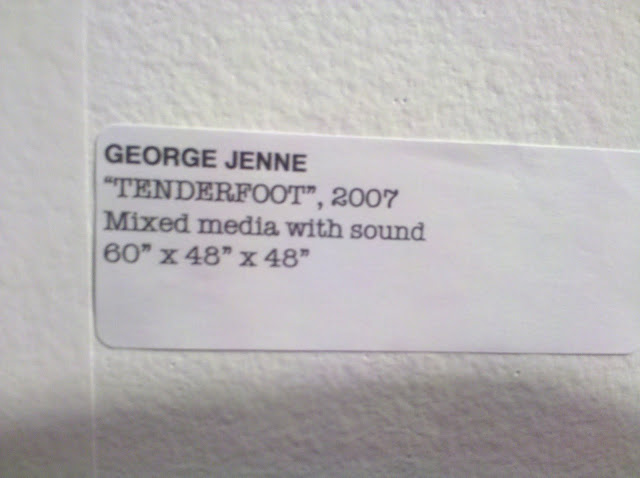 GEORGE JENNE
“TENDERFOOT”, 2007
Mixed media with sound
60” x 48” x 48”